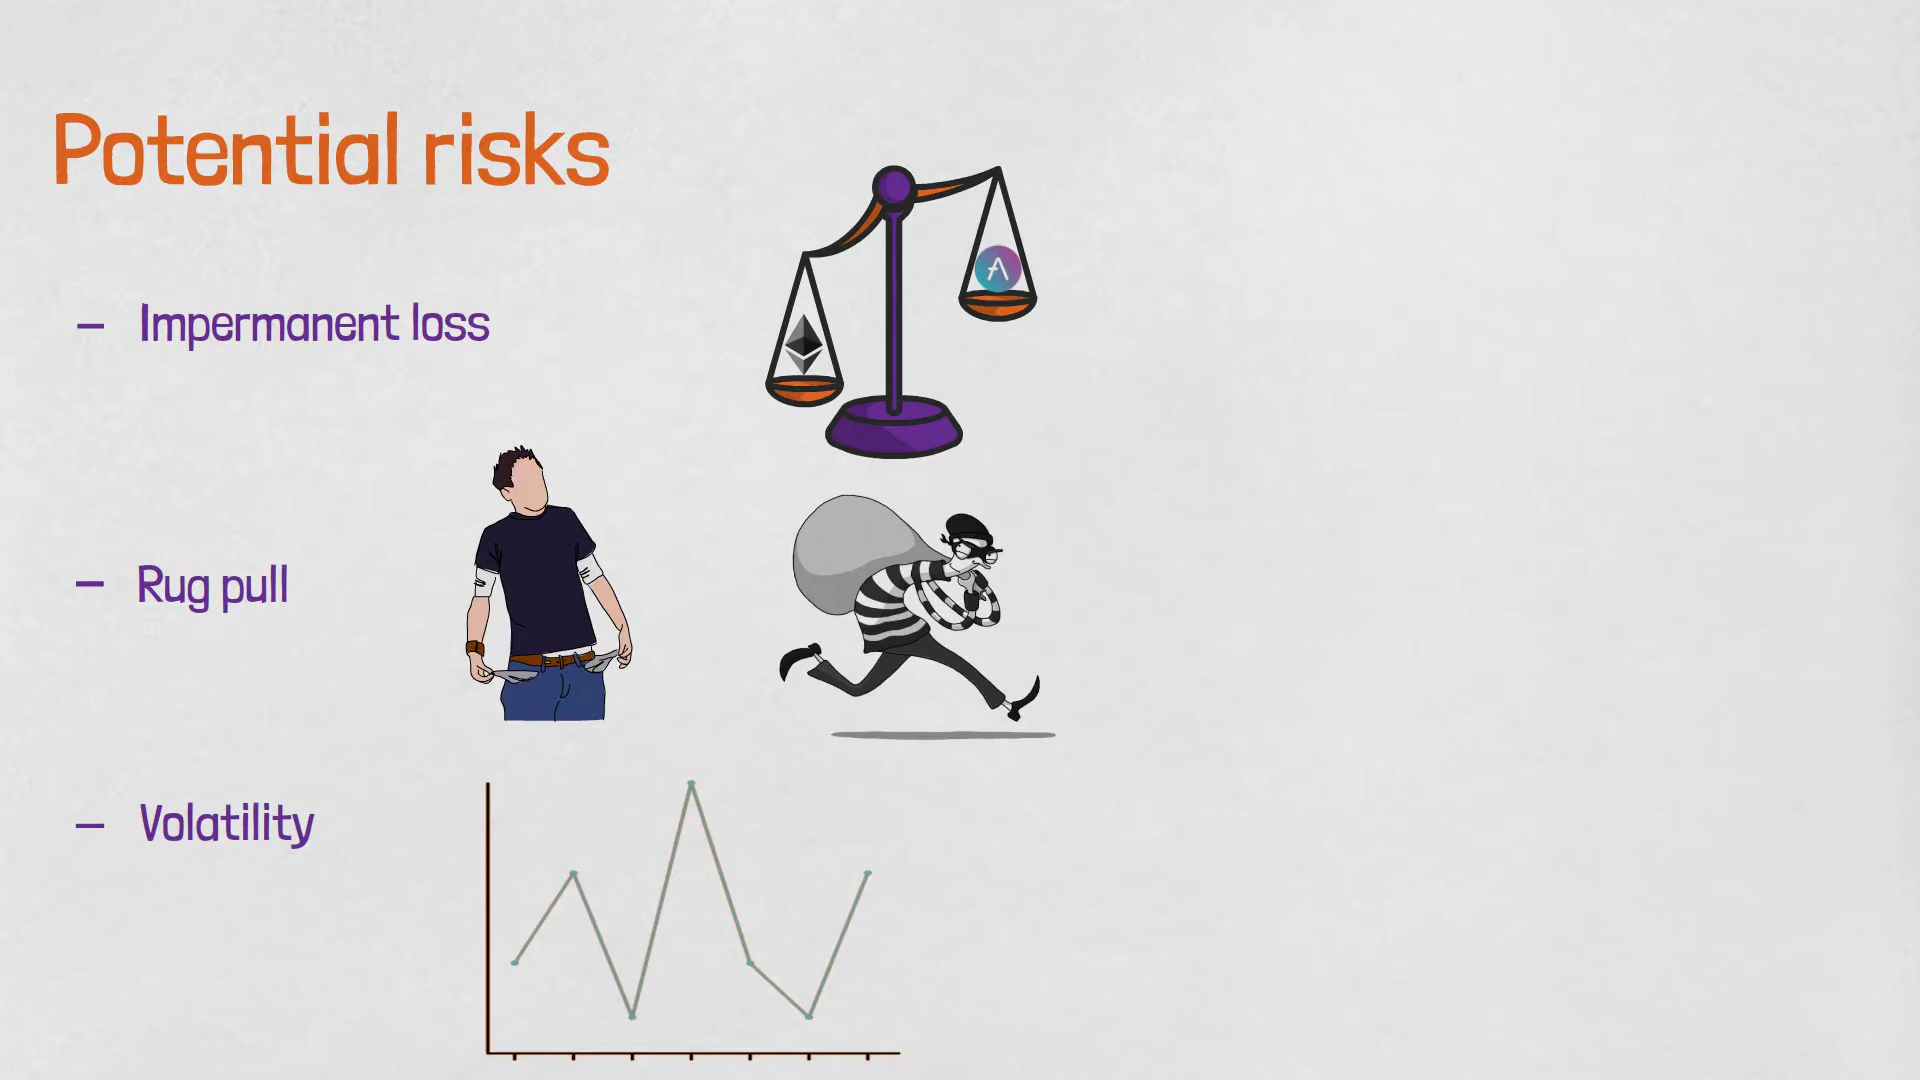 Potential risks
– Impermanent loss
– Rug pull
– Volatility